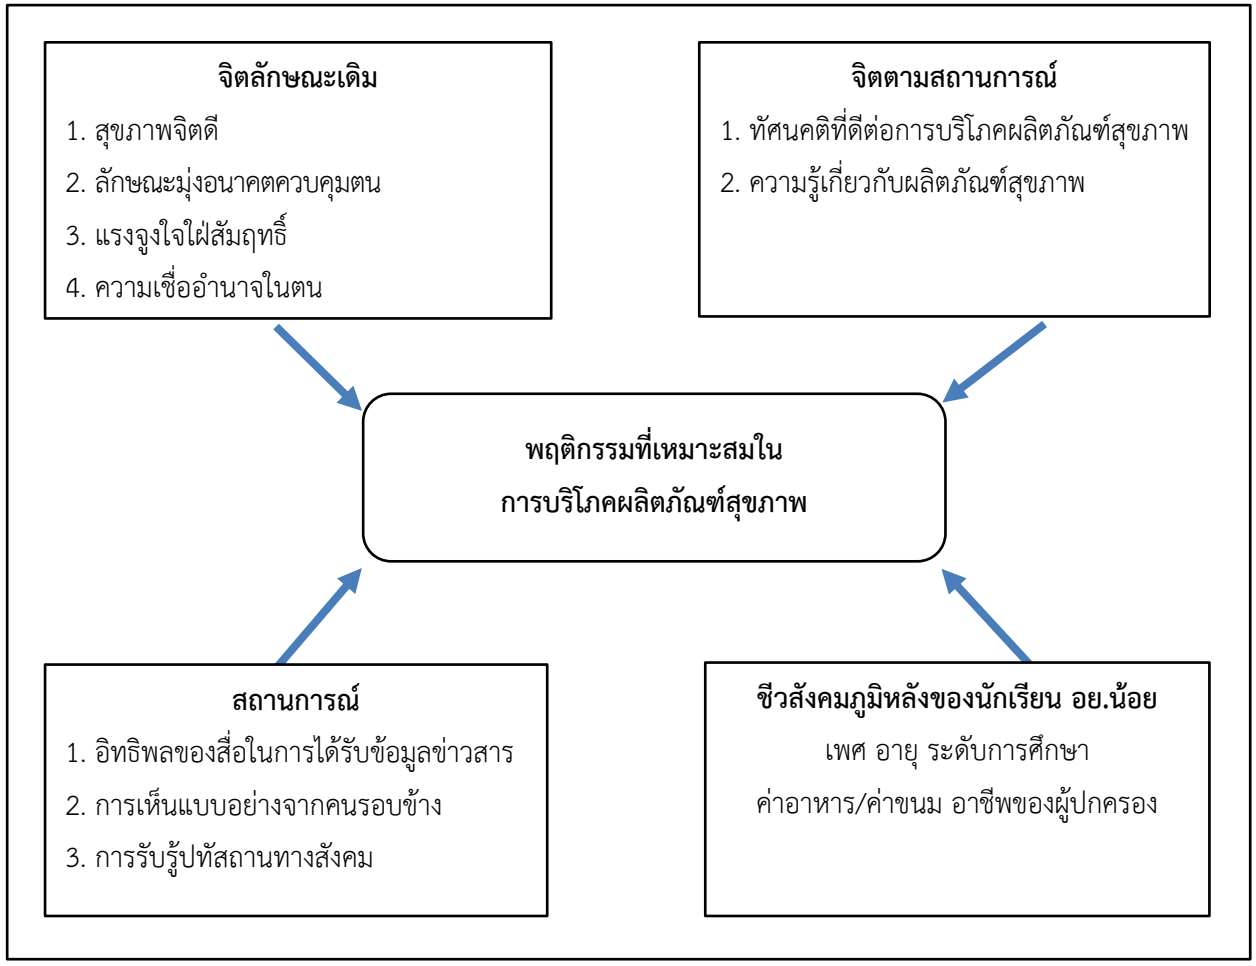 จิตลักษณะเดิม
1. สุขภาพจิตดี
2. ลักษณะมุ่งอนาคตควบคุมตน
3. แรงจูงใจใฝ่สัมฤทธิ์
4. ความเชื่ออำนาจในตน
จิตตามสถานการณ์
1. ทัศนคติที่ดีต่อการบริโภคผลิตภัณฑ์สุขภาพ
2. ความรู้เกี่ยวกับผลิตภัณฑ์สุขภาพ
พฤติกรรมที่เหมาะสมใน
การบริโภคผลิตภัณฑ์สุขภาพ
สถานการณ์
1. อิทธิพลของสื่อในการได้รับข้อมูลข่าวสาร
2. การเห็นแบบอย่างจากคนรอบข้าง
3. การรับรู้ปทัสถานทางสังคม
ชีวสังคมภูมิหลังของนักเรียน อย.น้อย
เพศ อายุ ระดับการศึกษา
ค่าอาหาร/ค่าขนม อาชีพของผู้ปกครอง